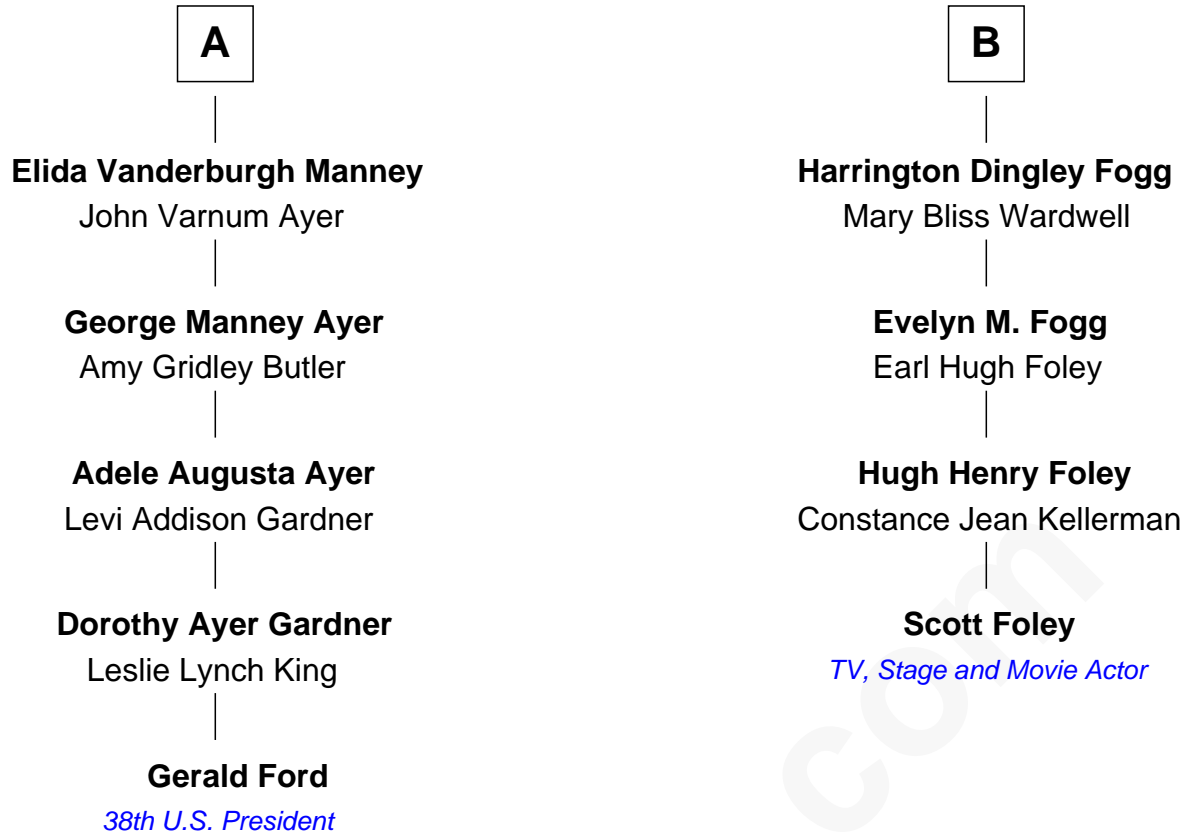 A
Elida Vanderburgh Manney
John Varnum Ayer
George Manney Ayer
Amy Gridley Butler
Adele Augusta Ayer
Levi Addison Gardner
Dorothy Ayer Gardner
Leslie Lynch King
Gerald Ford
38th U.S. President
B
Harrington Dingley Fogg
Mary Bliss Wardwell
Evelyn M. Fogg
Earl Hugh Foley
Hugh Henry Foley
Constance Jean Kellerman
Scott Foley
TV, Stage and Movie Actor
com